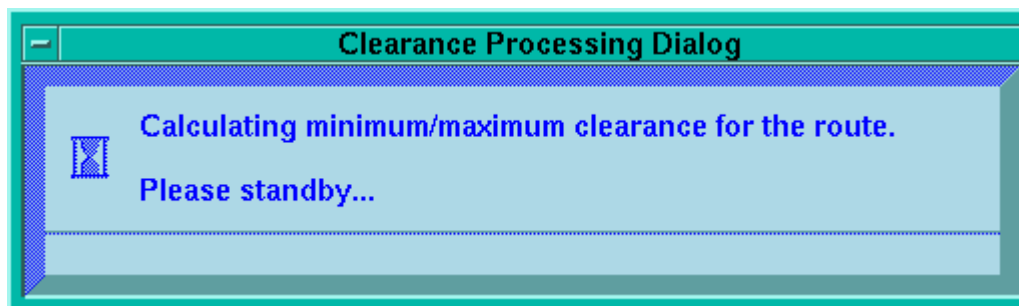 Clearance Processing Dialog
Calculating minimum/maximum clearance for the route.
Please standby...